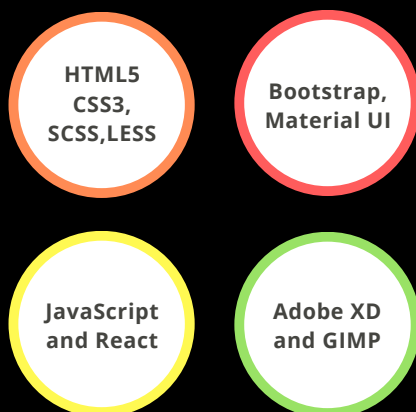 HTML5
CSS3,
SCSS,LESS
Bootstrap,
Material UI
JavaScript
and React
Adobe XD
and GIMP